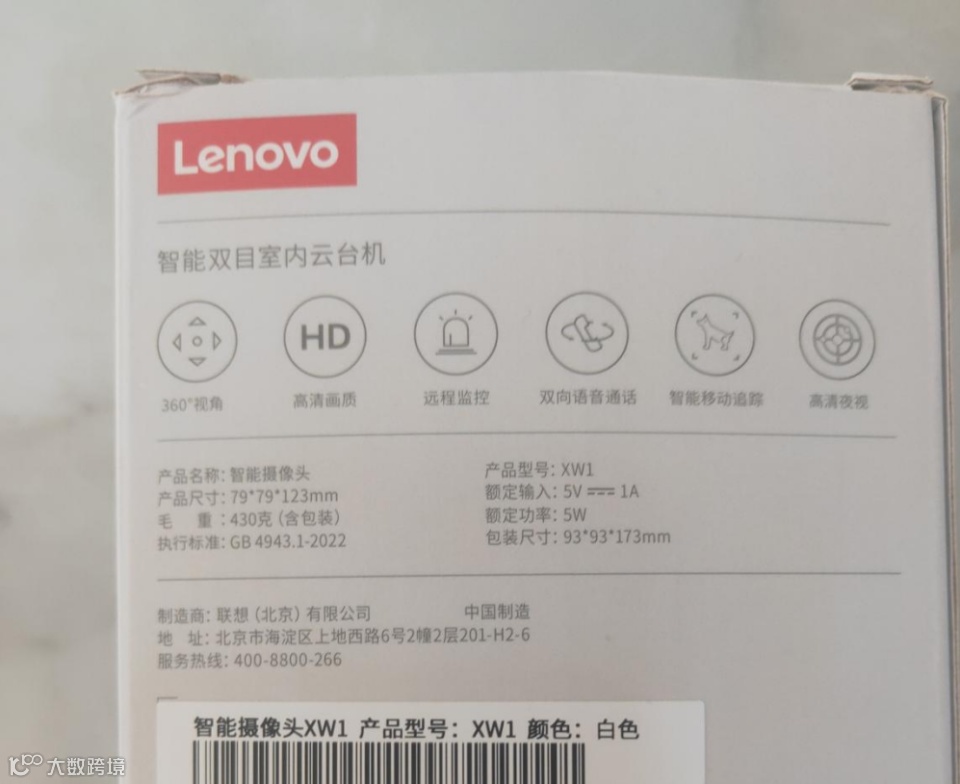 Lenovo
智能双目室内云台机
HD
360°视角 高清画质 远程监控 双向语音通话 智能移动追踪 高清夜视
产品名称：智能摄像头 产品型号：XW1
产品尺寸：79*79*123mm 额定输入：5V⎓1A
毛 重：430克（含包装） 额定功率：5W
执行标准：GB 4943.1-2022 包装尺寸：93*93*173mm
制造商：联想（北京）有限公司 中国制造
地 址：北京市海淀区上地西路6号2幢2层201-H2-6
服务热线：400-8800-266
智能摄像头XW1 产品型号：XW1 颜色：白色
大数跨境